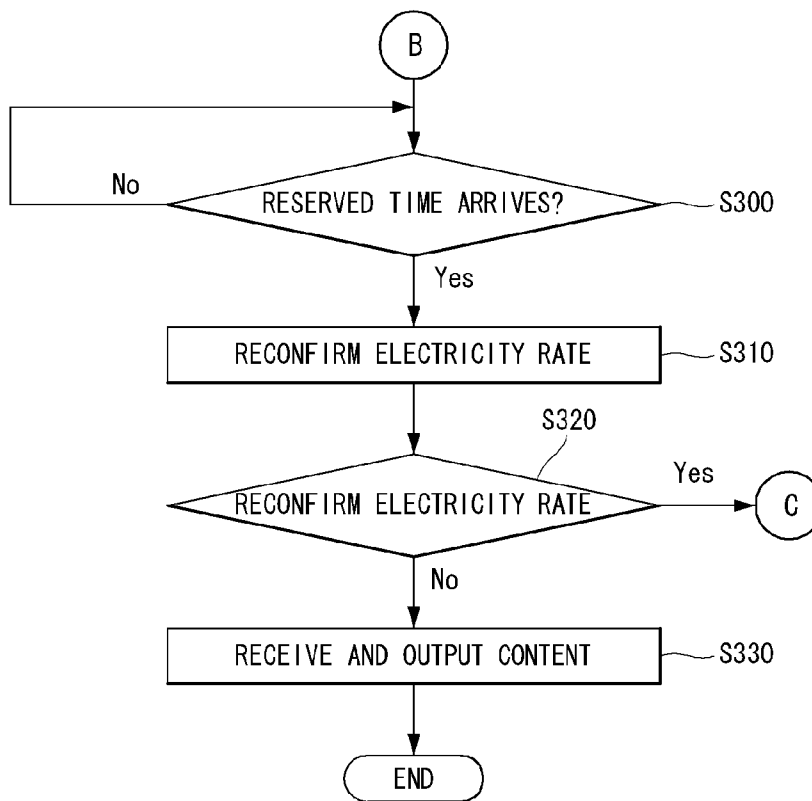 B
No
RESERVED TIME ARRIVES?
S300
Yes
RECONFIRM ELECTRICITY RATE
S310
S320
RECONFIRM ELECTRICITY RATE
Yes
C
No
RECEIVE AND OUTPUT CONTENT
S330
END